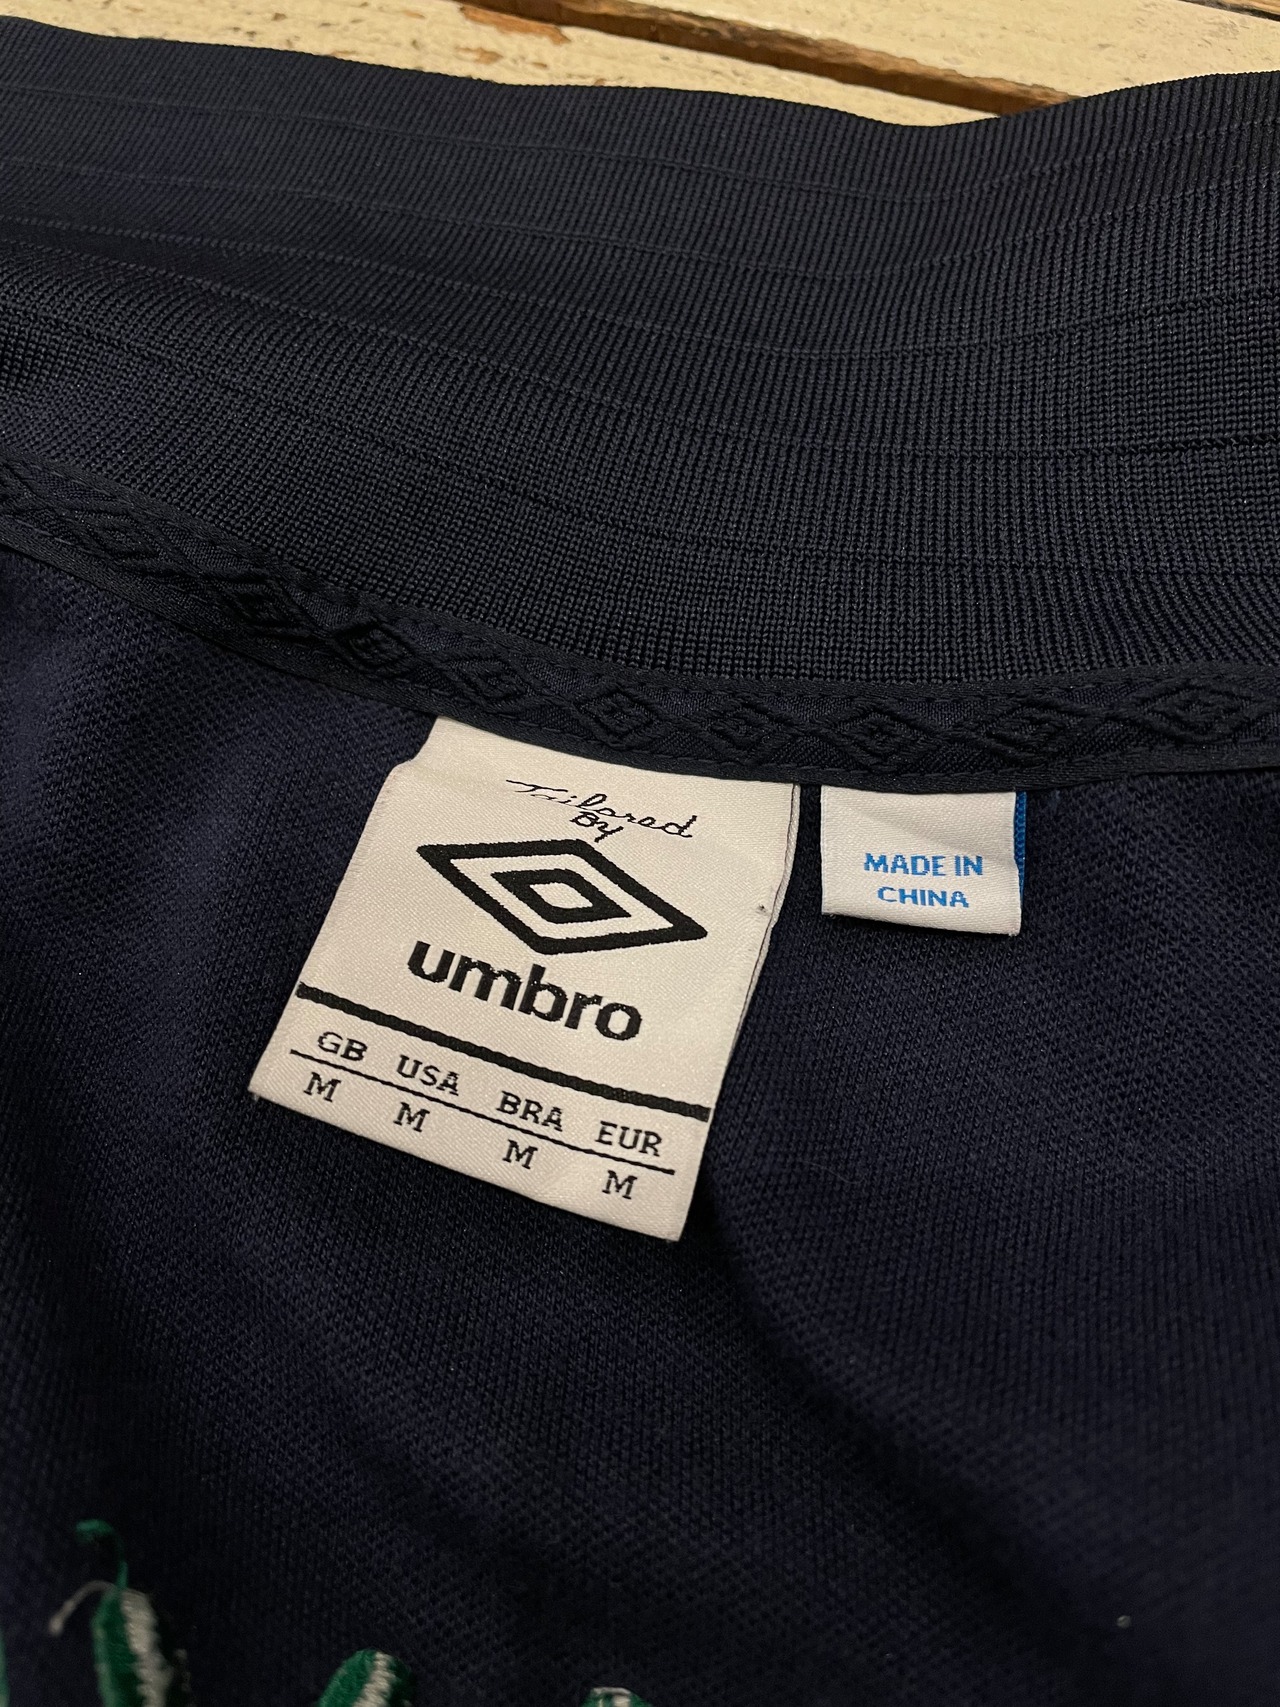 Tailored
By
umbro
GB USA BRA EUR
M M M M
MADE IN
CHINA